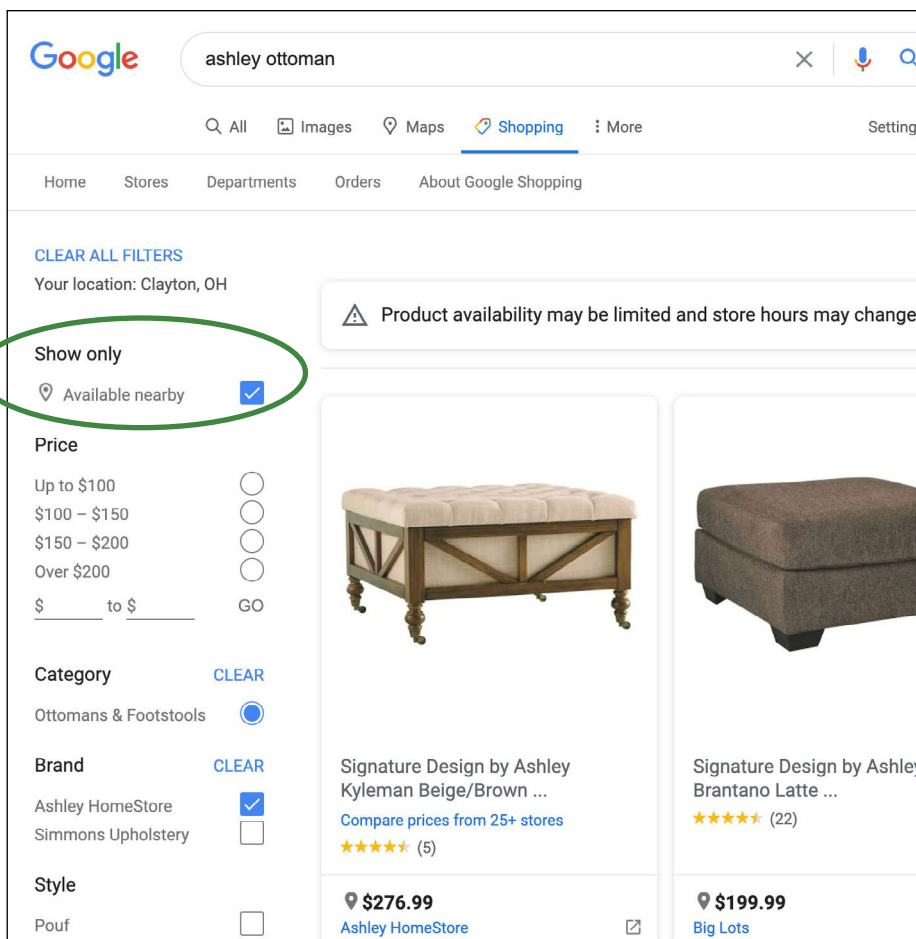 Google
ashley ottoman
All Images Maps Shopping More Setting
Home Stores Departments Orders About Google Shopping
CLEAR ALL FILTERS
Your location: Clayton, OH
Product availability may be limited and store hours may change
Show only
Available nearby
Price
Up to $100
$100 – $150
$150 – $200
Over $200
$ to $ GO
Category CLEAR
Ottomans & Footstools
Brand CLEAR
Ashley HomeStore
Simmons Upholstery
Style
Pouf
Signature Design by Ashley
Kyleman Beige/Brown ...
Compare prices from 25+ stores
(5)
$276.99
Ashley HomeStore
Signature Design by Ashley
Brantano Latte ...
(22)
$199.99
Big Lots